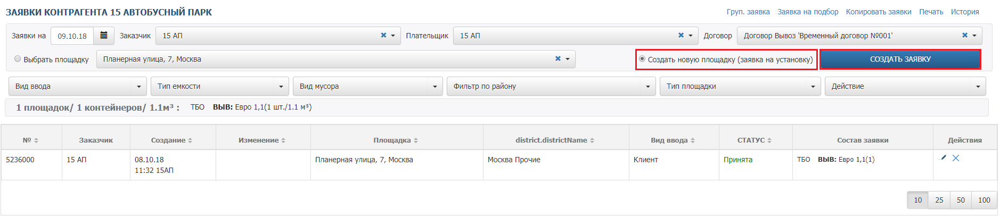 ЗАЯВКИ КОНТРАГЕНТА 15 АВТОБУСНЫЙ ПАРК
Груп. заявка Заявка на подбор Копировать заявки Печать История
Заявки на 09.10.18 Заказчик 15 АП Плательщик 15 АП Договор Договор Вывоз 'Временный договор №001'
Выбрать площадку Планерная улица, 7, Москва Создать новую площадку (заявка на установку) СОЗДАТЬ ЗАЯВКУ
Вид ввода Тип емкости Вид мусора Фильтр по району Тип площадки Действие
1 площадок/ 1 контейнеров/ 1.1м³ : ТБО ВЫВ: Евро 1,1(1 шт./1.1 м³)
№ Заказчик Создание Изменение Площадка district.districtName Вид ввода СТАТУС Состав заявки Действия
5236000 15 АП 08.10.18 Планерная улица, 7, Москва Москва Прочие Клиент Принята ТБО ВЫВ: Евро 1,1(1)
11:32 15АП
10 25 50 100